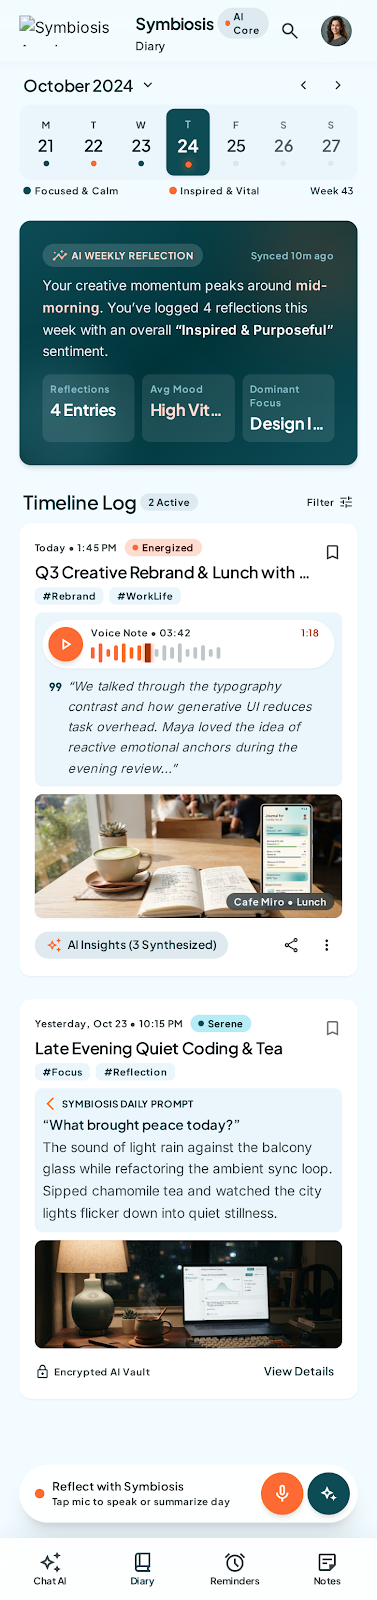 Symbiosis
Symbiosis
AI
Core
Diary
October 2024
M T W T F S S
21 22 23 24 25 26 27
Focused & Calm Inspired & Vital Week 43
AI WEEKLY REFLECTION Synced 10m ago
Your creative momentum peaks around mid-
morning. You’ve logged 4 reflections this
week with an overall “Inspired & Purposeful”
sentiment.
Reflections
4 Entries
Avg Mood
High Vit...
Dominant
Focus
Design I...
Timeline Log 2 Active Filter
Today • 1:45 PM Energized
Q3 Creative Rebrand & Lunch with ...
#Rebrand #WorkLife
Voice Note • 03:42 1:18
“We talked through the typography
contrast and how generative UI reduces
task overhead. Maya loved the idea of
reactive emotional anchors during the
evening review...”
Journal for
Cafe Miro • Lunch
AI Insights (3 Synthesized)
Yesterday, Oct 23 • 10:15 PM Serene
Late Evening Quiet Coding & Tea
#Focus #Reflection
SYMBIOSIS DAILY PROMPT
“What brought peace today?”
The sound of light rain against the balcony
glass while refactoring the ambient sync loop.
Sipped chamomile tea and watched the city
lights flicker down into quiet stillness.
Encrypted AI Vault View Details
Reflect with Symbiosis
Tap mic to speak or summarize day
Chat AI Diary Reminders Notes